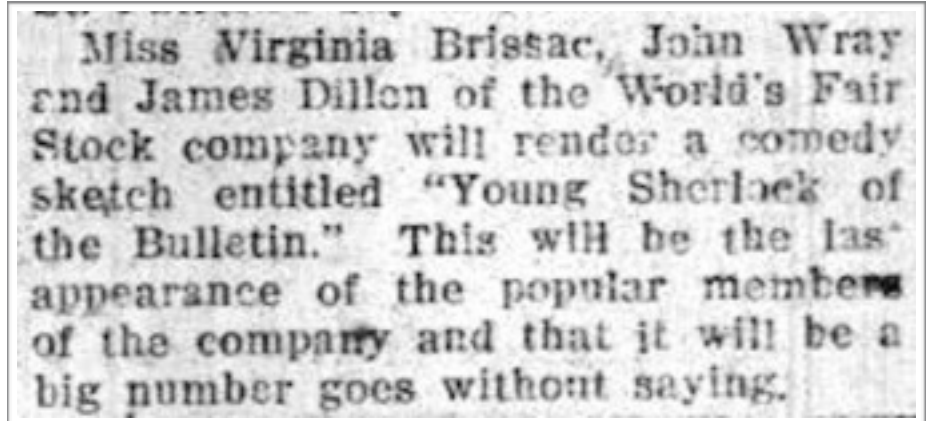 Miss Virginia Brissac, John Wray
and James Dillon of the World's Fair
Stock company will render a comedy
sketch entitled "Young Sherlock of
the Bulletin." This will be the last
appearance of the popular members
of the company and that it will be a
big number goes without saying.